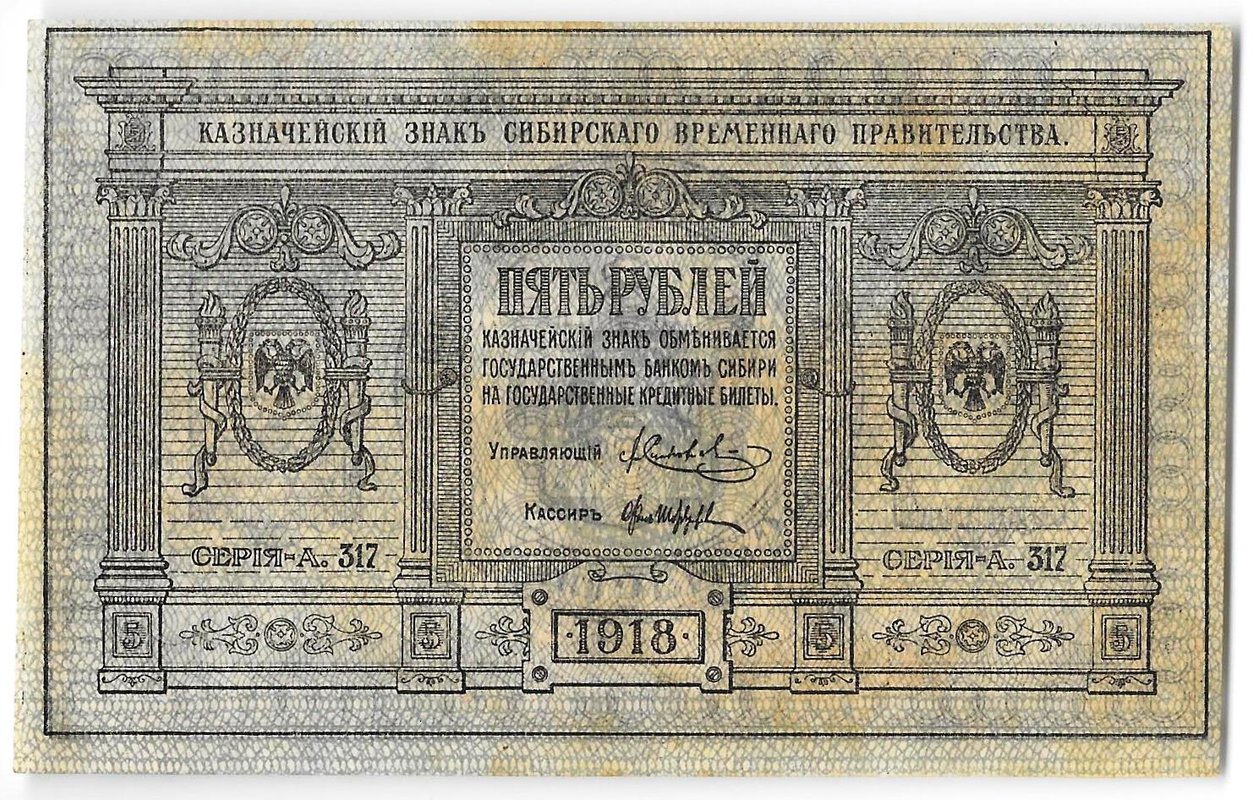 КАЗНАЧЕЙСКІЙ ЗНАКЪ СИБИРСКАГО ВРЕМЕННАГО ПРАВИТЕЛЬСТВА.
ПЯТЬ РУБЛЕЙ
КАЗНАЧЕЙСКІЙ ЗНАКЪ ОБМѢНИВАЕТСЯ
ГОСУДАРСТВЕННЫМЪ БАНКОМЪ СИБИРИ
НА ГОСУДАРСТВЕННЫЕ КРЕДИТНЫЕ БИЛЕТЫ.
УПРАВЛЯЮЩІЙ
КАССИРЪ
СЕРІЯ-А. 317
СЕРІЯ-А. 317
5
5
·1918·
5
5